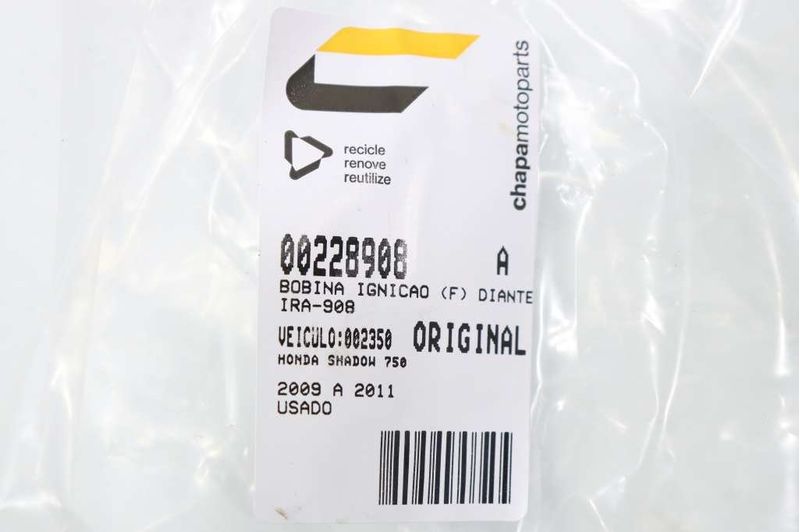 chapamotoparts
recicle
renove
reutilize
00228908 A
BOBINA IGNICAO (F) DIANTE
IRA-908
VEICULO:002350 ORIGINAL
HONDA SHADOW 750
2009 A 2011
USADO